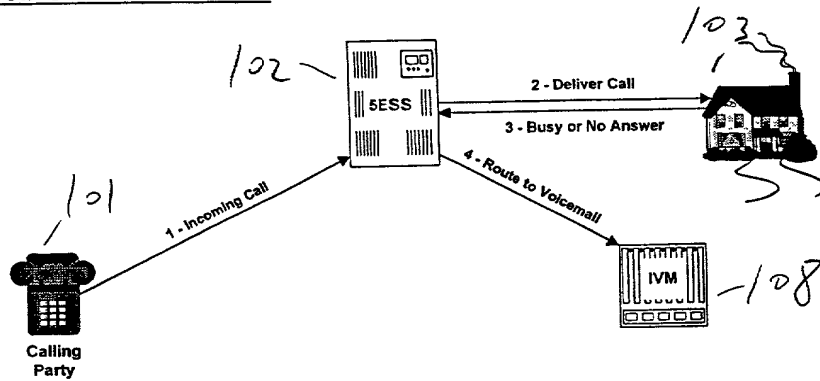 102
103
5ESS
2 - Deliver Call
3 - Busy or No Answer
4 - Route to Voicemail
1 - Incoming Call
101
IVM
108
Calling
Party